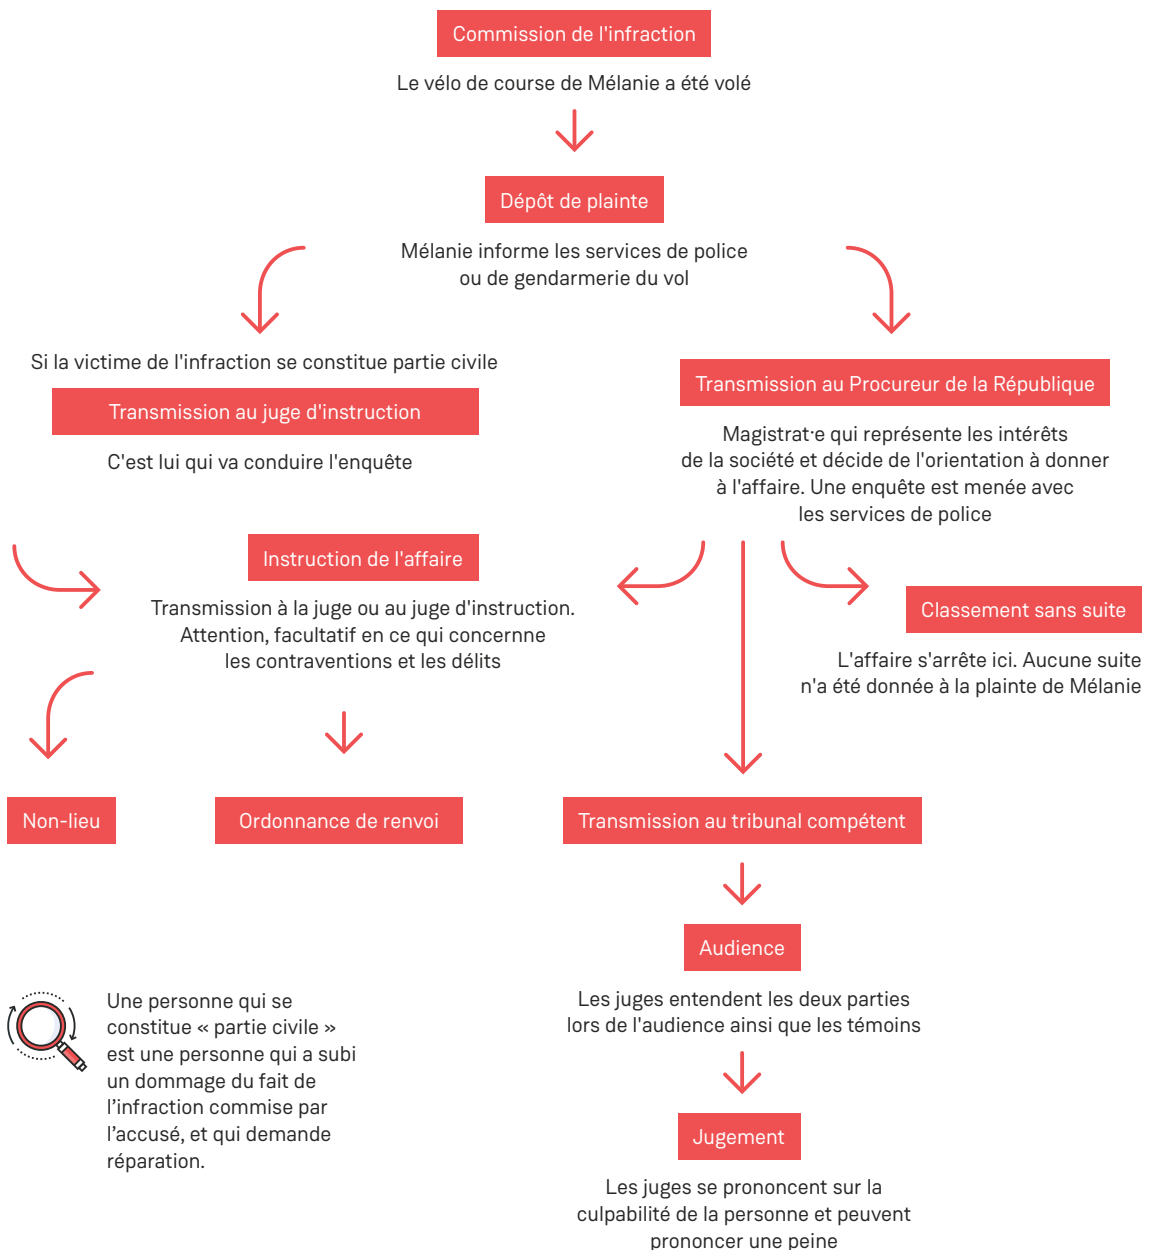 Commission de l'infraction
Le vélo de course de Mélanie a été volé
Dépôt de plainte
Mélanie informe les services de police
ou de gendarmerie du vol
Si la victime de l'infraction se constitue partie civile
Transmission au juge d'instruction
C'est lui qui va conduire l'enquête
Transmission au Procureur de la République
Magistrat·e qui représente les intérêts
de la société et décide de l'orientation à donner
à l'affaire. Une enquête est menée avec
les services de police
Instruction de l'affaire
Transmission à la juge ou au juge d'instruction.
Attention, facultatif en ce qui concernne
les contraventions et les délits
Classement sans suite
L'affaire s'arrête ici. Aucune suite
n'a été donnée à la plainte de Mélanie
Non-lieu
Ordonnance de renvoi
Transmission au tribunal compétent
Audience
Les juges entendent les deux parties
lors de l'audience ainsi que les témoins
Jugement
Les juges se prononcent sur la
culpabilité de la personne et peuvent
prononcer une peine
Une personne qui se
constitue « partie civile »
est une personne qui a subi
un dommage du fait de
l’infraction commise par
l’accusé, et qui demande
réparation.